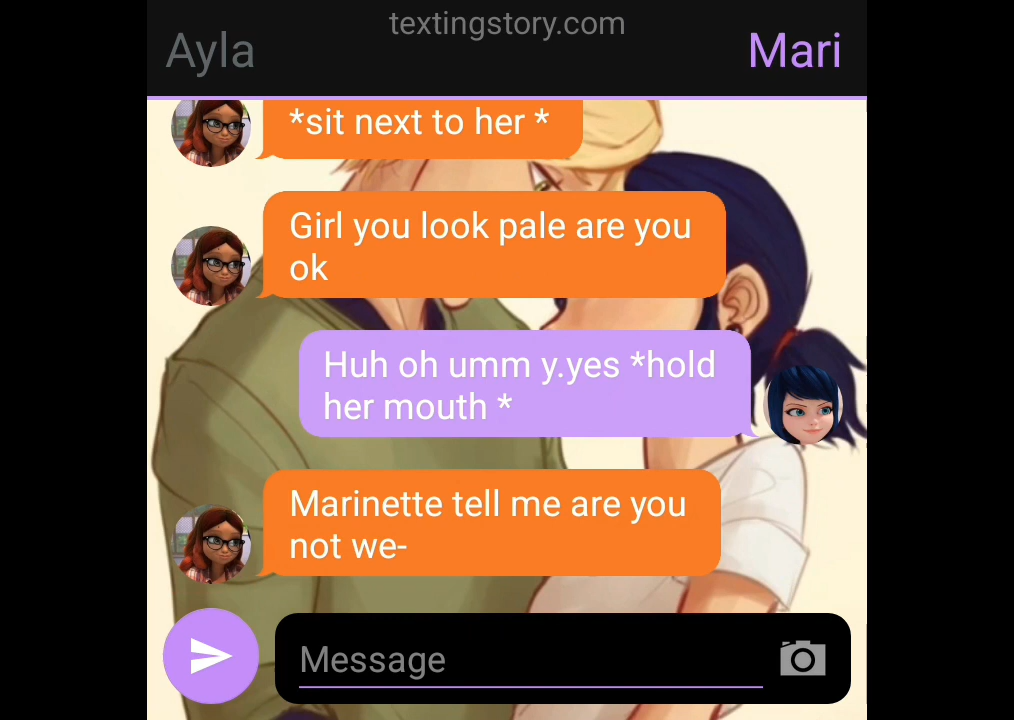 textingstory.com
Ayla
Mari
*sit next to her *
Girl you look pale are you
ok
Huh oh umm y.yes *hold
her mouth *
Marinette tell me are you
not we-
Message